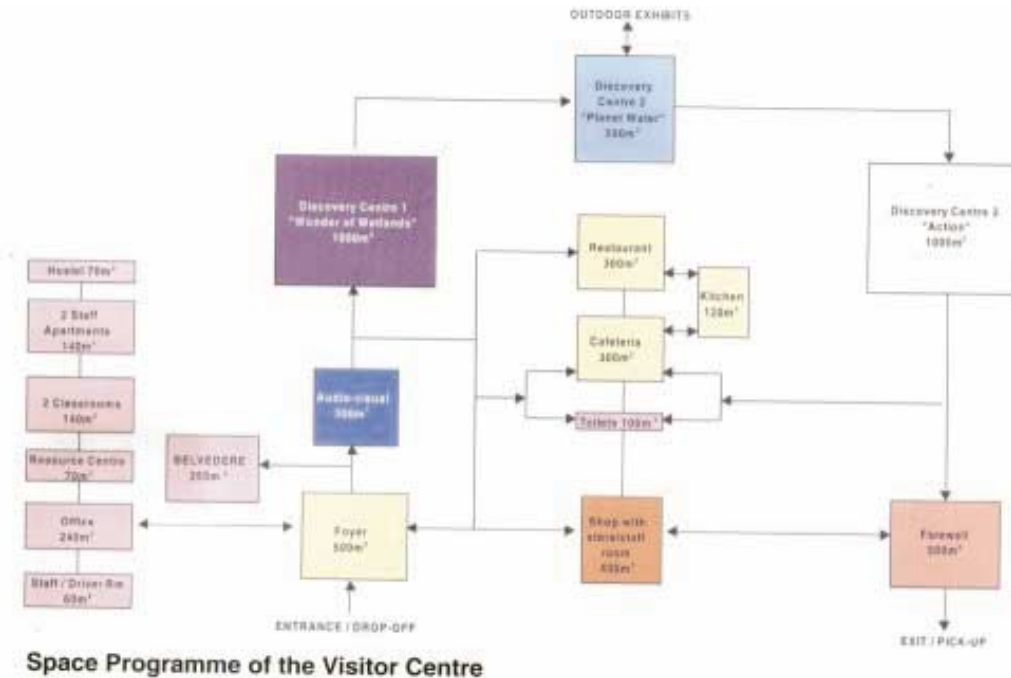 OUTDOOR EXHIBITS
Discovery
Centre 2
"Planet Water"
Discovery Centre 1
"Wonder of Wetlands"
1000m²
Discovery Centre 3
"Action"
1000m²
Restaurant
300m²
Kitchen
120m²
Cafeteria
300m²
Toilets 100m²
Hostel 70m²
2 Staff
Apartments
140m²
2 Classrooms
140m²
Resource Centre
70m²
Office
240m²
Staff / Driver Rm
60m²
BELVEDERE
Audio-visual
Foyer
500m²
Shop with
room
Farewell
ENTRANCE / DROP-OFF
EXIT / PICK-UP
Space Programme of the Visitor Centre